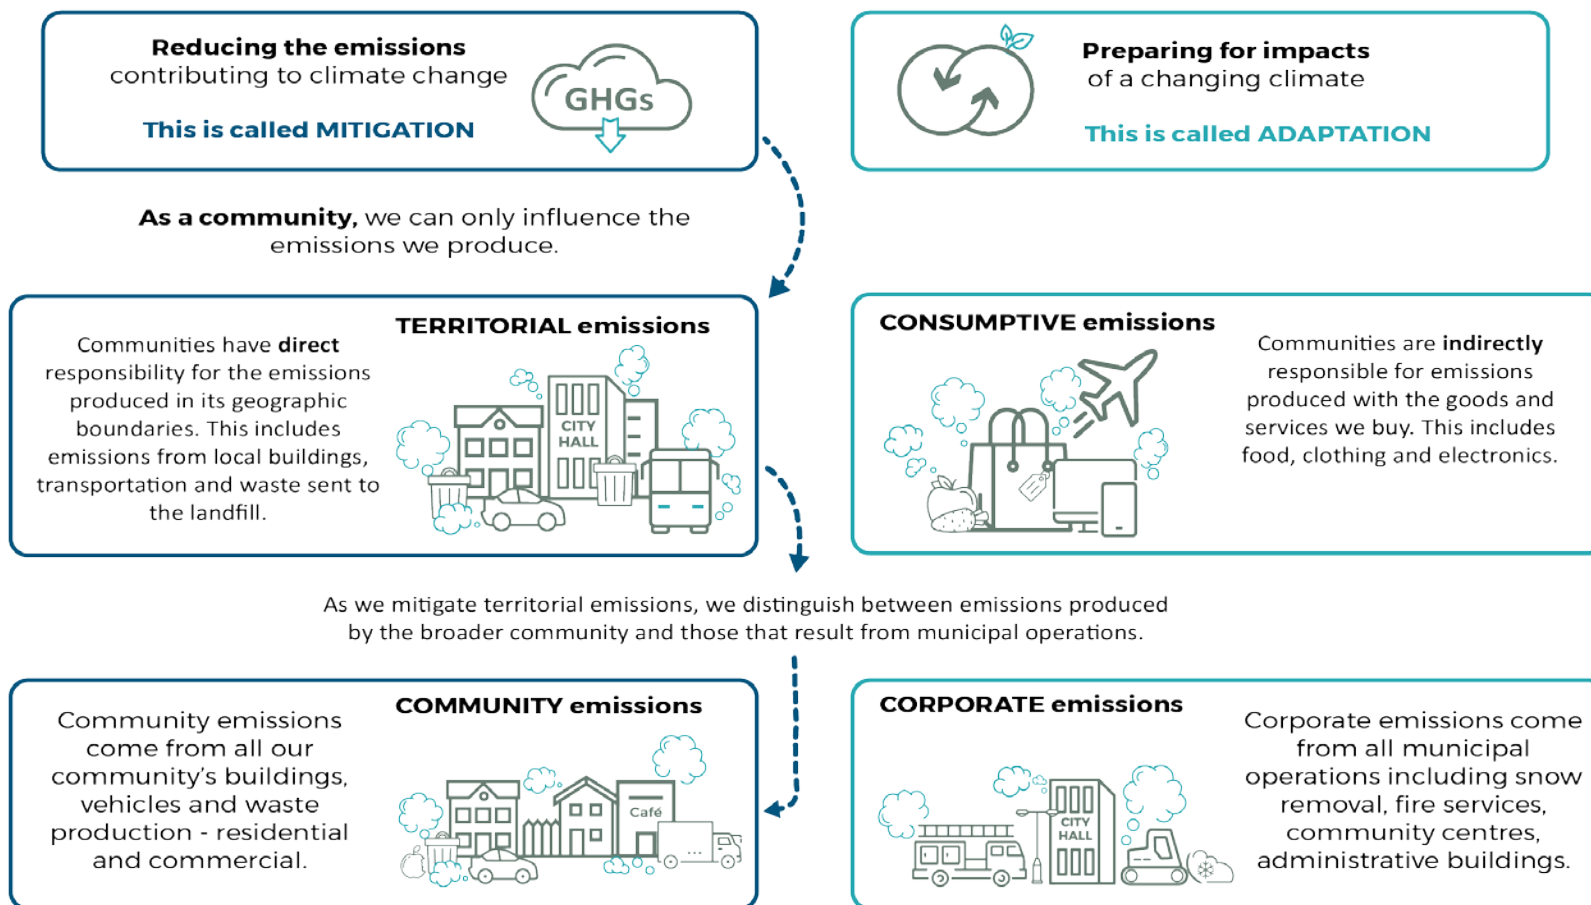 Reducing the emissions
contributing to climate change
This is called MITIGATION
GHGs
Preparing for impacts
of a changing climate
This is called ADAPTATION
As a community, we can only influence the
emissions we produce.
TERRITORIAL emissions
Communities have direct
responsibility for the emissions
produced in its geographic
boundaries. This includes
emissions from local buildings,
transportation and waste sent to
the landfill.
CITY
HALL
CONSUMPTIVE emissions
Communities are indirectly
responsible for emissions
produced with the goods and
services we buy. This includes
food, clothing and electronics.
As we mitigate territorial emissions, we distinguish between emissions produced
by the broader community and those that result from municipal operations.
COMMUNITY emissions
Community emissions
come from all our
community's buildings,
vehicles and waste
production - residential
and commercial.
Café
CORPORATE emissions
CITY
HALL
Corporate emissions come
from all municipal
operations including snow
removal, fire services,
community centres,
administrative buildings.